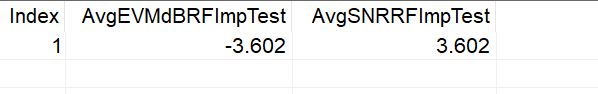 Index AvgEVMdBRFImpTest AvgSNRRFImpTest
1 -3.602 3.602